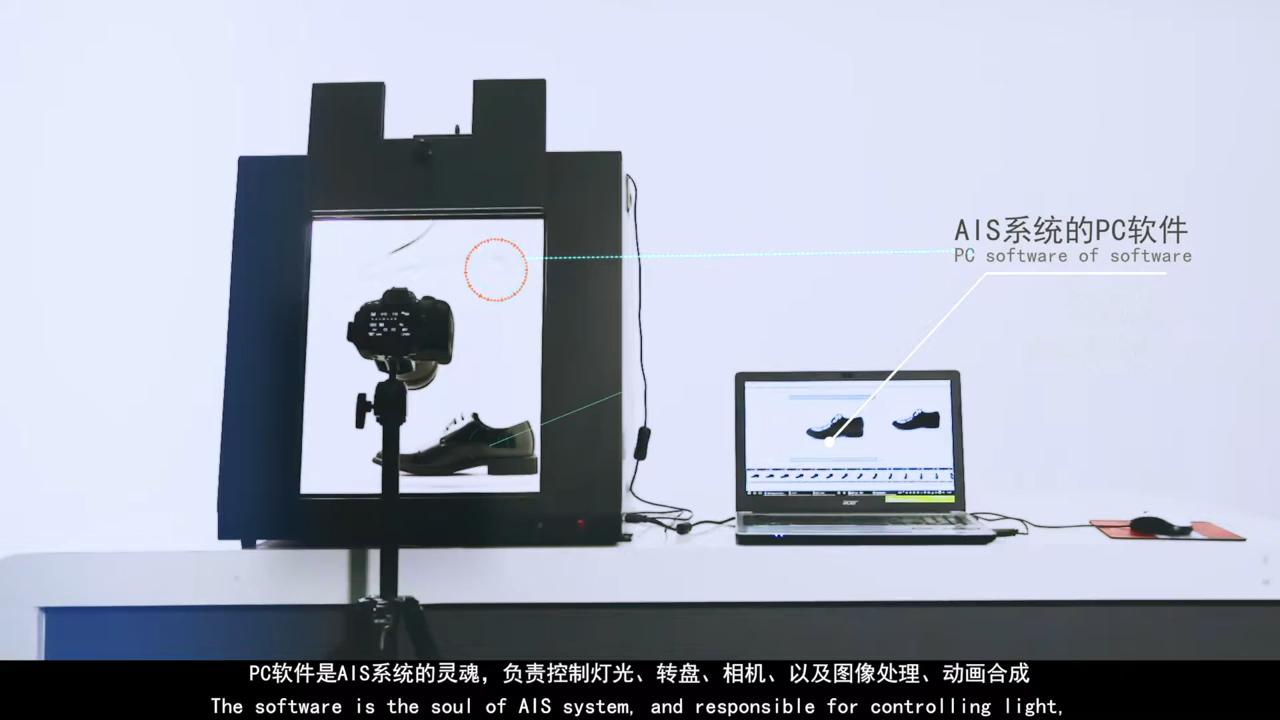 AIS系统的PC软件
PC software of software
acer
PC软件是AIS系统的灵魂，负责控制灯光、转盘、相机、以及图像处理、动画合成
The software is the soul of AIS system, and responsible for controlling light,